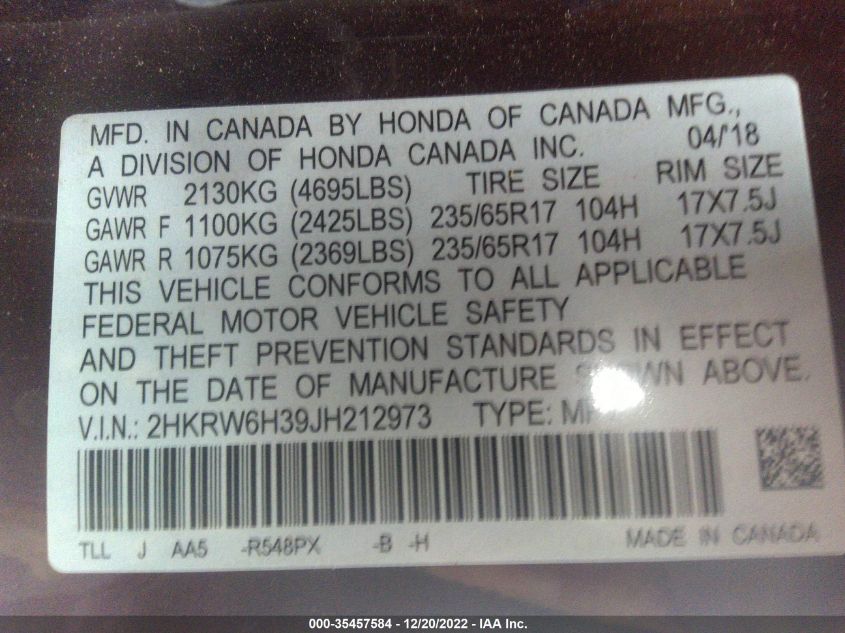 MFD. IN CANADA BY HONDA OF CANADA MFG.,
A DIVISION OF HONDA CANADA INC. 04/'18
GVWR 2130KG (4695LBS) TIRE SIZE RIM SIZE
GAWR F 1100KG (2425LBS) 235/65R17 104H 17X7.5J
GAWR R 1075KG (2369LBS) 235/65R17 104H 17X7.5J
THIS VEHICLE CONFORMS TO ALL APPLICABLE
FEDERAL MOTOR VEHICLE SAFETY
AND THEFT PREVENTION STANDARDS IN EFFECT
ON THE DATE OF MANUFACTURE ABOVE.
V.I.N.: 2HKRW6H39JH212973 TYPE:
TLL J AA5 -R548PX -B -H MADE IN CANADA
000-35457584 - 12/20/2022 - IAA Inc.